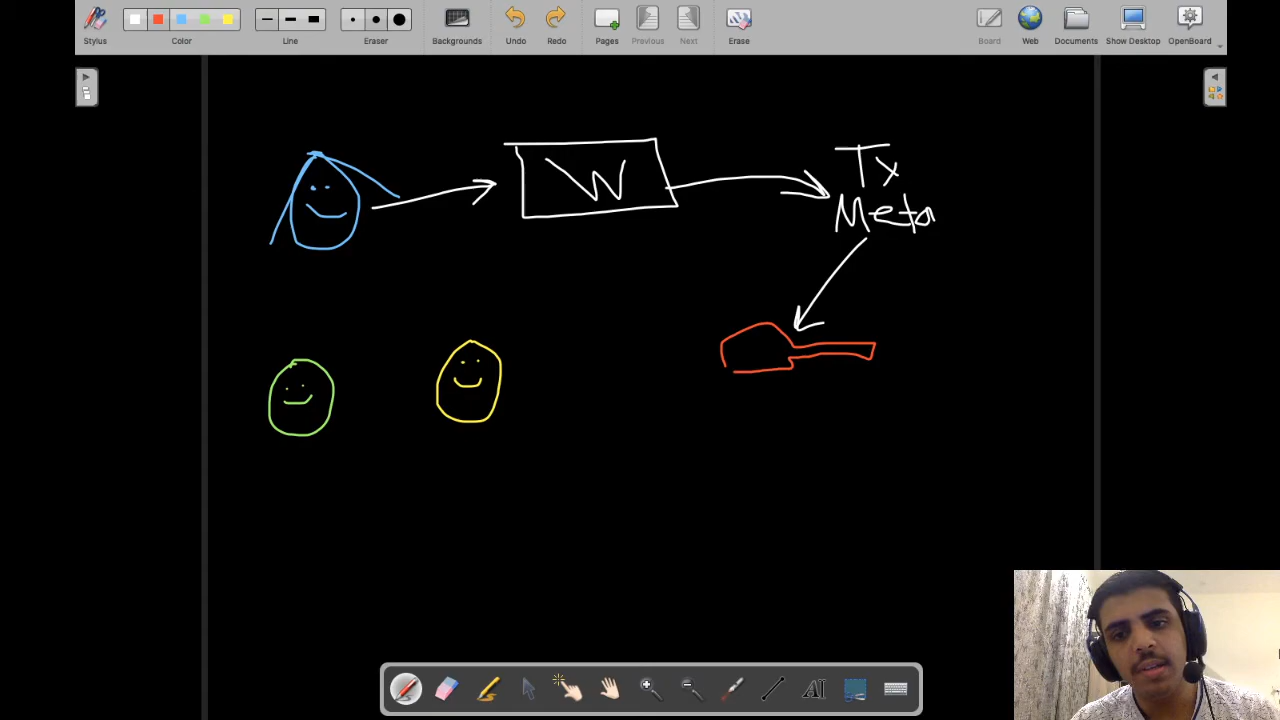 Stylus
Color
Line
Eraser
Backgrounds
Undo
Redo
Pages
Previous
Next
Erase
Board
Web
Documents
Show Desktop
OpenBoard
W
Tx
Meta
AI